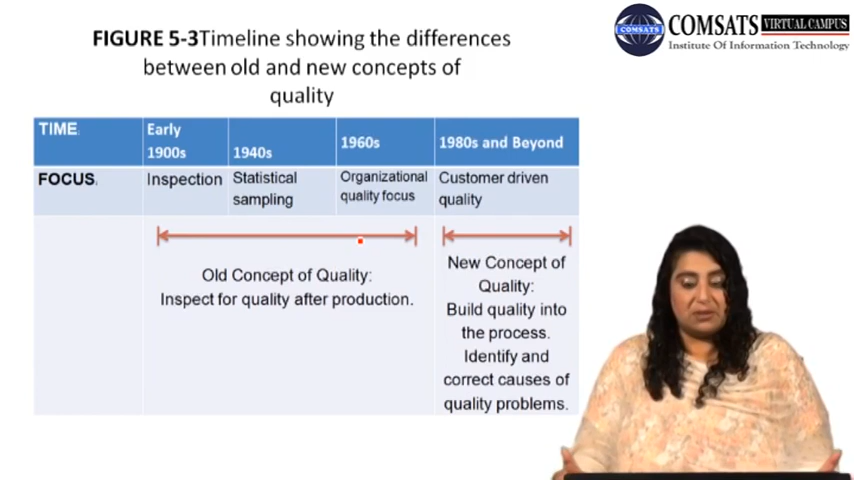 COMSATS VIRTUAL CAMPUS
Institute Of Information Technology
COMSATS
FIGURE 5-3Timeline showing the differences
between old and new concepts of
quality
TIME.
Early
1900s
1940s
1960s
1980s and Beyond
FOCUS.
Inspection
Statistical
sampling
Organizational
quality focus
Customer driven
quality
Old Concept of Quality:
Inspect for quality after production.
New Concept of
Quality:
Build quality into
the process.
Identify and
correct causes of
quality problems.